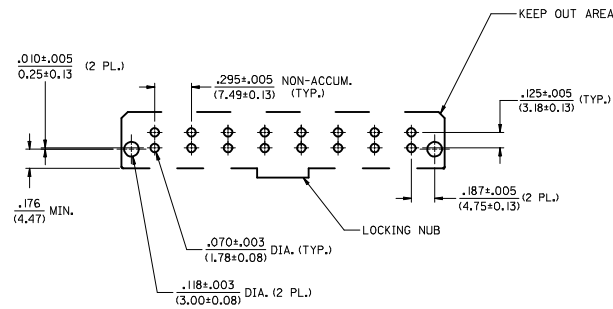 KEEP OUT AREA
.010±.005 (2 PL.)
0.25±0.13
.295±.005 NON-ACCUM.
(7.49±0.13) (TYP.)
.125±.005 (TYP.)
(3.18±0.13)
.176 MIN.
(4.47)
.187±.005 (2 PL.)
(4.75±0.13)
LOCKING NUB
.070±.003 DIA. (TYP.)
(1.78±0.08)
.118±.003 DIA. (2 PL.)
(3.00±0.08)